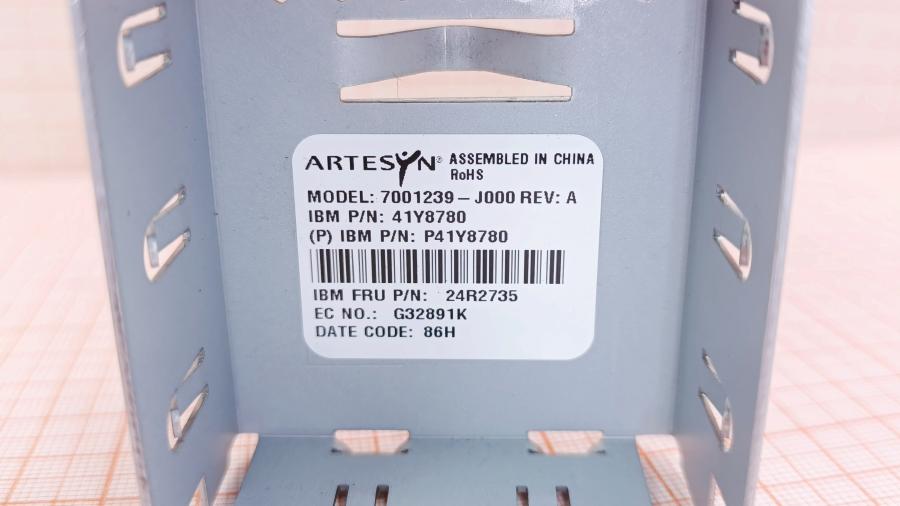 ARTESYN® ASSEMBLED IN CHINA
RoHS
MODEL: 7001239 – J000 REV: A
IBM P/N: 41Y8780
(P) IBM P/N: P41Y8780
IBM FRU P/N: 24R2735
EC NO.: G32891K
DATE CODE: 86H